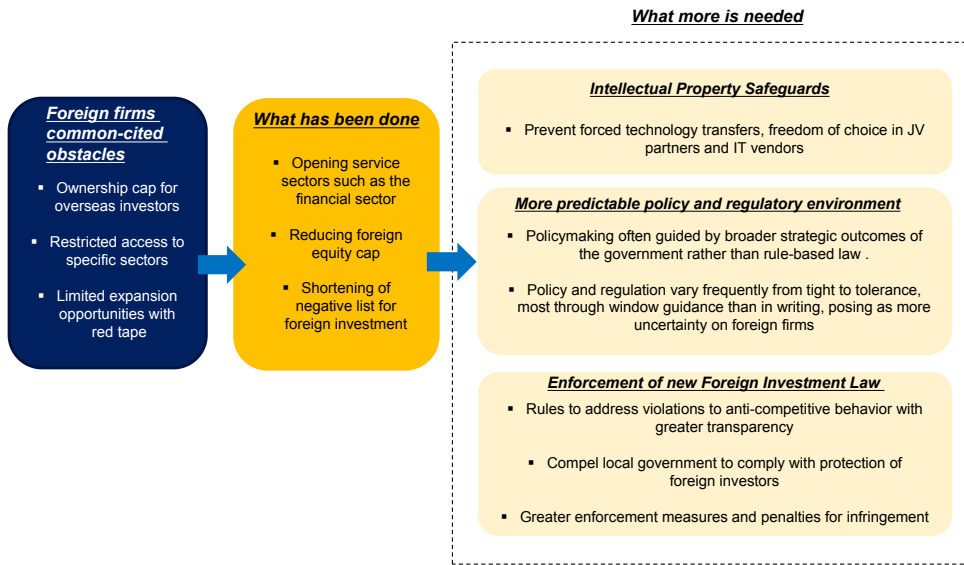 What more is needed
Foreign firms
common-cited
obstacles
▪ Ownership cap for
overseas investors
▪ Restricted access to
specific sectors
▪ Limited expansion
opportunities with
red tape
What has been done
▪ Opening service
sectors such as the
financial sector
▪ Reducing foreign
equity cap
▪ Shortening of
negative list for
foreign investment
Intellectual Property Safeguards
▪ Prevent forced technology transfers, freedom of choice in JV
partners and IT vendors
More predictable policy and regulatory environment
▪ Policymaking often guided by broader strategic outcomes of
the government rather than rule-based law .
▪ Policy and regulation vary frequently from tight to tolerance,
most through window guidance than in writing, posing as more
uncertainty on foreign firms
Enforcement of new Foreign Investment Law
▪ Rules to address violations to anti-competitive behavior with
greater transparency
▪ Compel local government to comply with protection of
foreign investors
▪ Greater enforcement measures and penalties for infringement